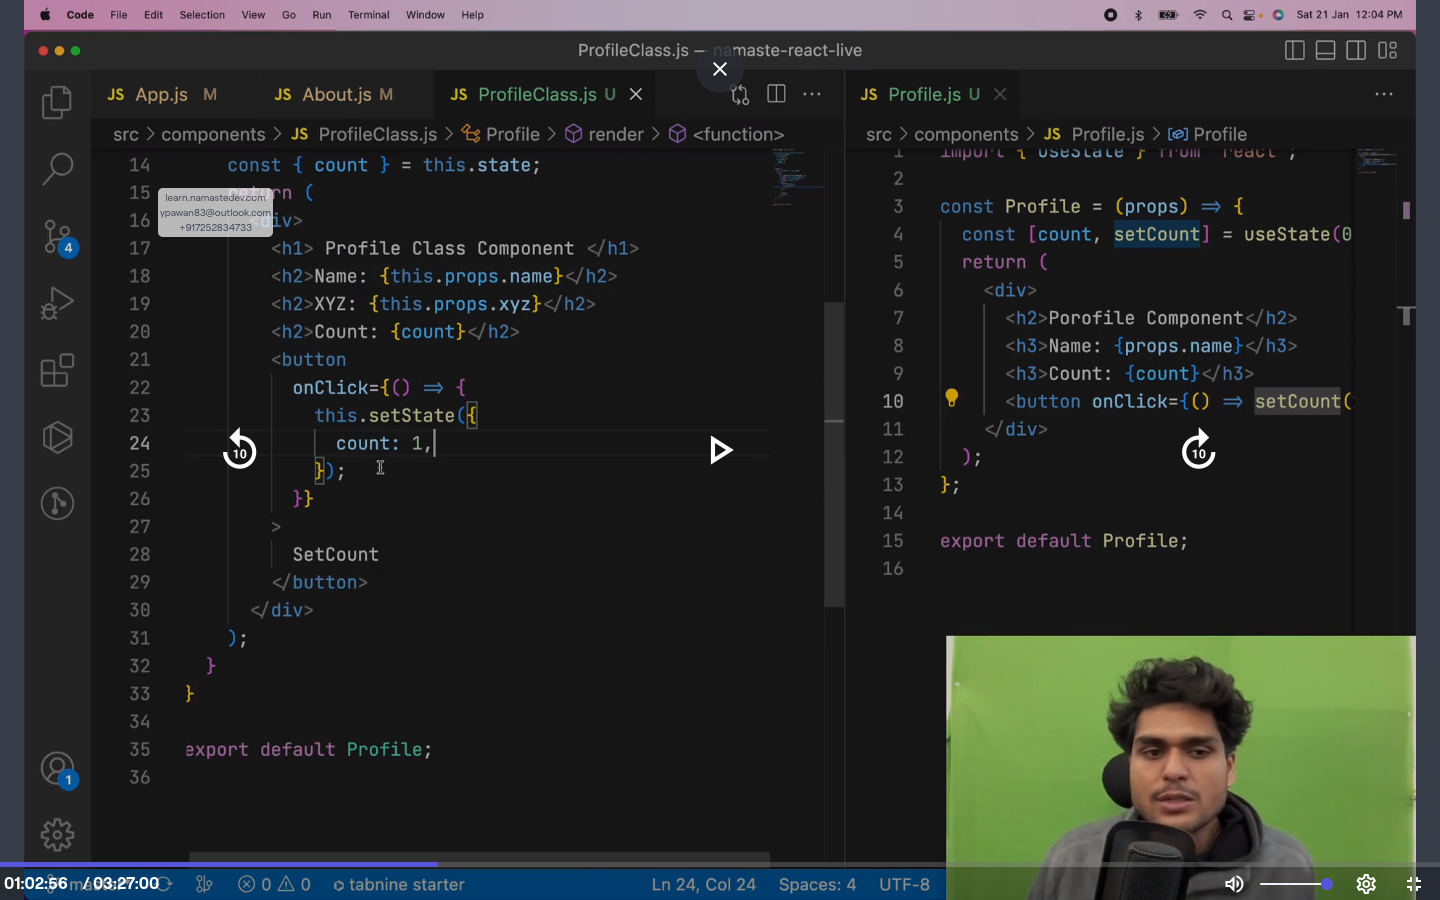 Code File Edit Selection View Go Run Terminal Window Help
Sat 21 Jan 12:04 PM
ProfileClass.js — namaste-react-live
JS App.js M
JS About.js M
JS ProfileClass.js U
src > components > JS ProfileClass.js > Profile > render > <function>
14 const { count } = this.state;
15 return (
16 <div>
17 <h1> Profile Class Component </h1>
18 <h2>Name: {this.props.name}</h2>
19 <h2>XYZ: {this.props.xyz}</h2>
20 <h2>Count: {count}</h2>
21 <button
22 onClick={() => {
23 this.setState({
24 count: 1,
25 });
26 }}
27 >
28 SetCount
29 </button>
30 </div>
31 );
32 }
33 }
34
35 export default Profile;
36
learn.namastedev.com
ypawan83@outlook.com
+917252834733
JS Profile.js U
src > components > JS Profile.js > Profile
1 import { useState } from "react";
2
3 const Profile = (props) => {
4 const [count, setCount] = useState(0
5 return (
6 <div>
7 <h2>Porofile Component</h2>
8 <h3>Name: {props.name}</h3>
9 <h3>Count: {count}</h3>
10 <button onClick={() => setCount(
11 </div>
12 );
13 };
14
15 export default Profile;
16
4
1
10
10
T
01:02:56 / 03:27:00
0 0 tabnine starter
Ln 24, Col 24 Spaces: 4 UTF-8